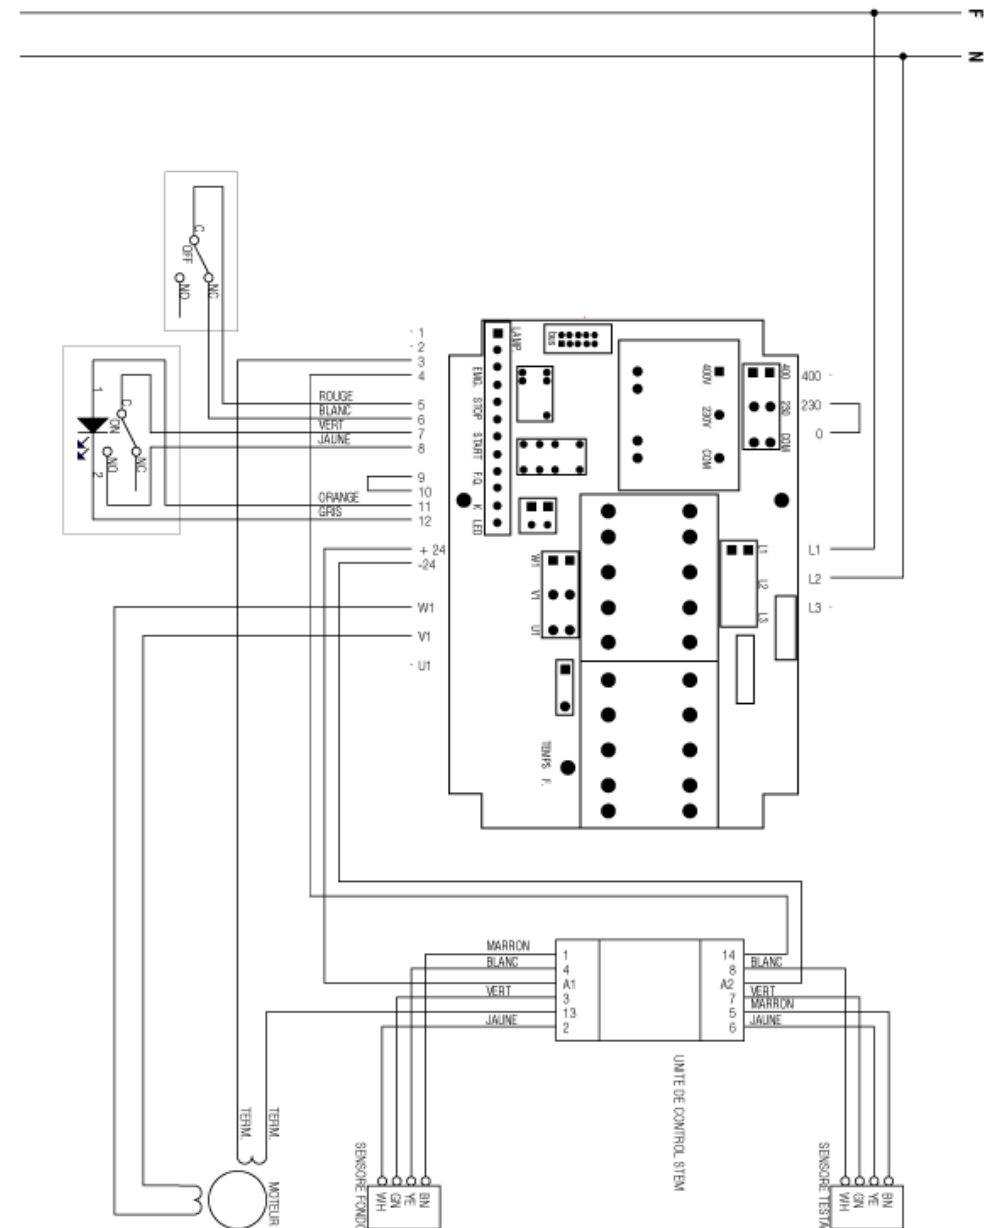 F
N
C
OFF
NO
NC
1
C
ON
NO
NC
2
1
2
3
4
ROUGE
5
BLANC
6
VERT
7
JAUNE
8
9
10
ORANGE
11
GRIS
12
+ 24
-24
W1
V1
U1
LAMP.
EMG.
STOP
START
F.Q.
K
LED
bus
400V
230V
COM
400
230
COM
400
230
0
W1
V1
U1
L1
L2
L3
L1
L2
L3
TEMPS F.
MARRON
1
BLANC
4
A1
VERT
3
13
JAUNE
2
14
8
BLANC
A2
7
VERT
5
MARRON
6
JAUNE
UNITE DE CONTROL STEM
TERM.
TERM.
MOTEUR
SENSORE FONDO
WH
GN
YE
BN
SENSORE TESTA
WH
GN
YE
BN